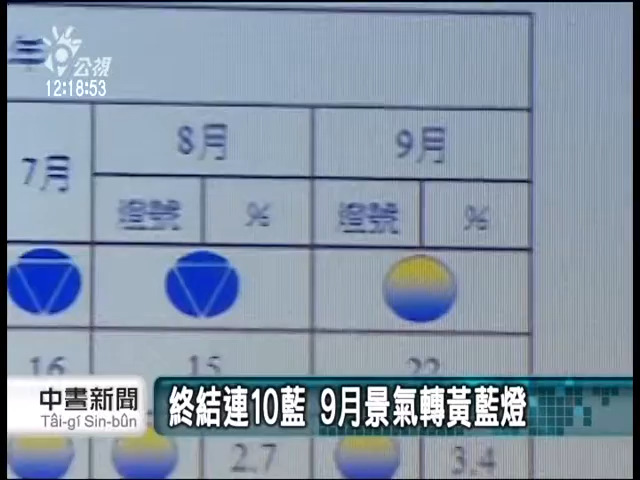 年
公視
12:18:53
7月 8月 9月
燈號 % 燈號 %
16 15 22
中晝新聞 終結連10藍 9月景氣轉黃藍燈
Tâi-gí Sin-bûn
2.7 3.4